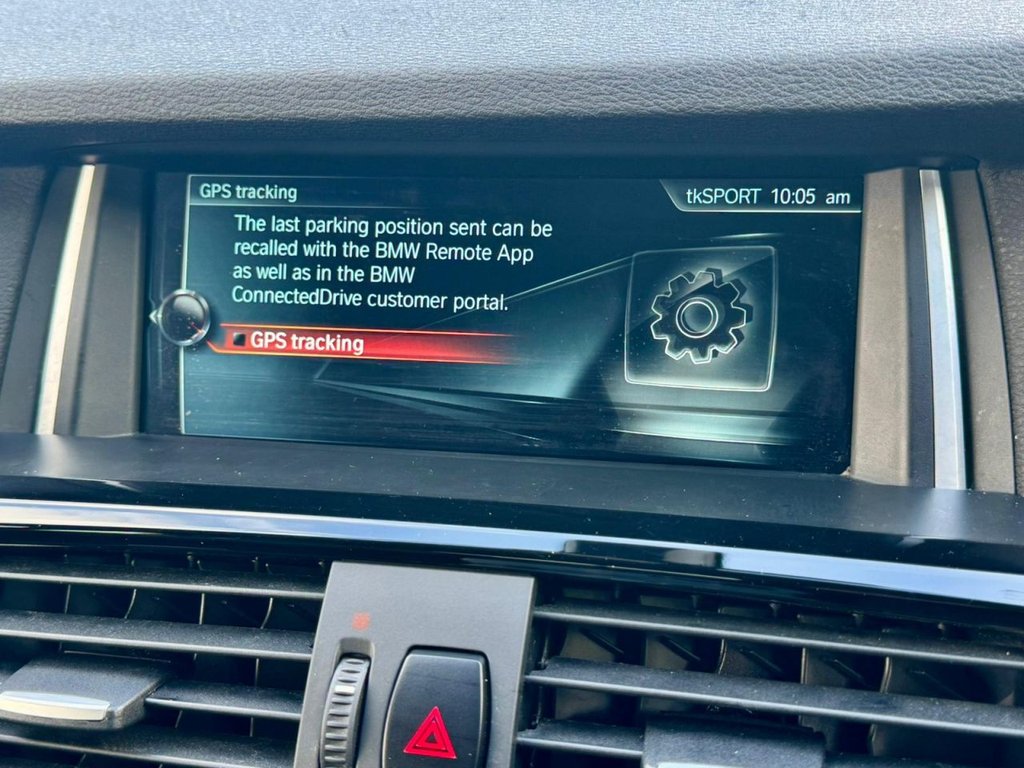 GPS tracking
tkSPORT 10:05 am
The last parking position sent can be
recalled with the BMW Remote App
as well as in the BMW
ConnectedDrive customer portal.
GPS tracking